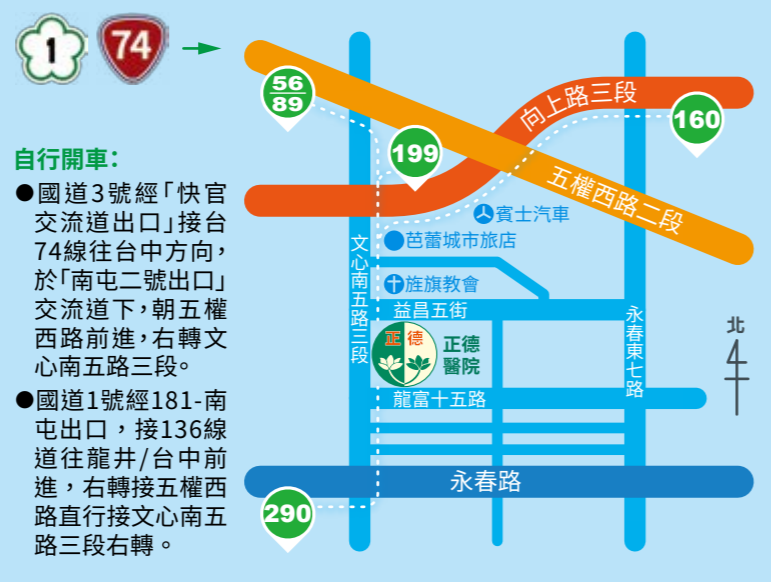 1
74
自行開車：
●國道3號經「快官
交流道出口」接台
74線往台中方向，
於「南屯二號出口」
交流道下，朝五權
西路前進，右轉文
心南五路三段。
●國道1號經181-南
屯出口，接136線
道往龍井/台中前
進，右轉接五權西
路直行接文心南五
路三段右轉。
56
89
199
160
290
向上路三段
五權西路二段
賓士汽車
芭蕾城市旅店
文心南五路三段
旌旗教會
益昌五街
永春東七路
正德
正德
醫院
龍富十五路
永春路
北